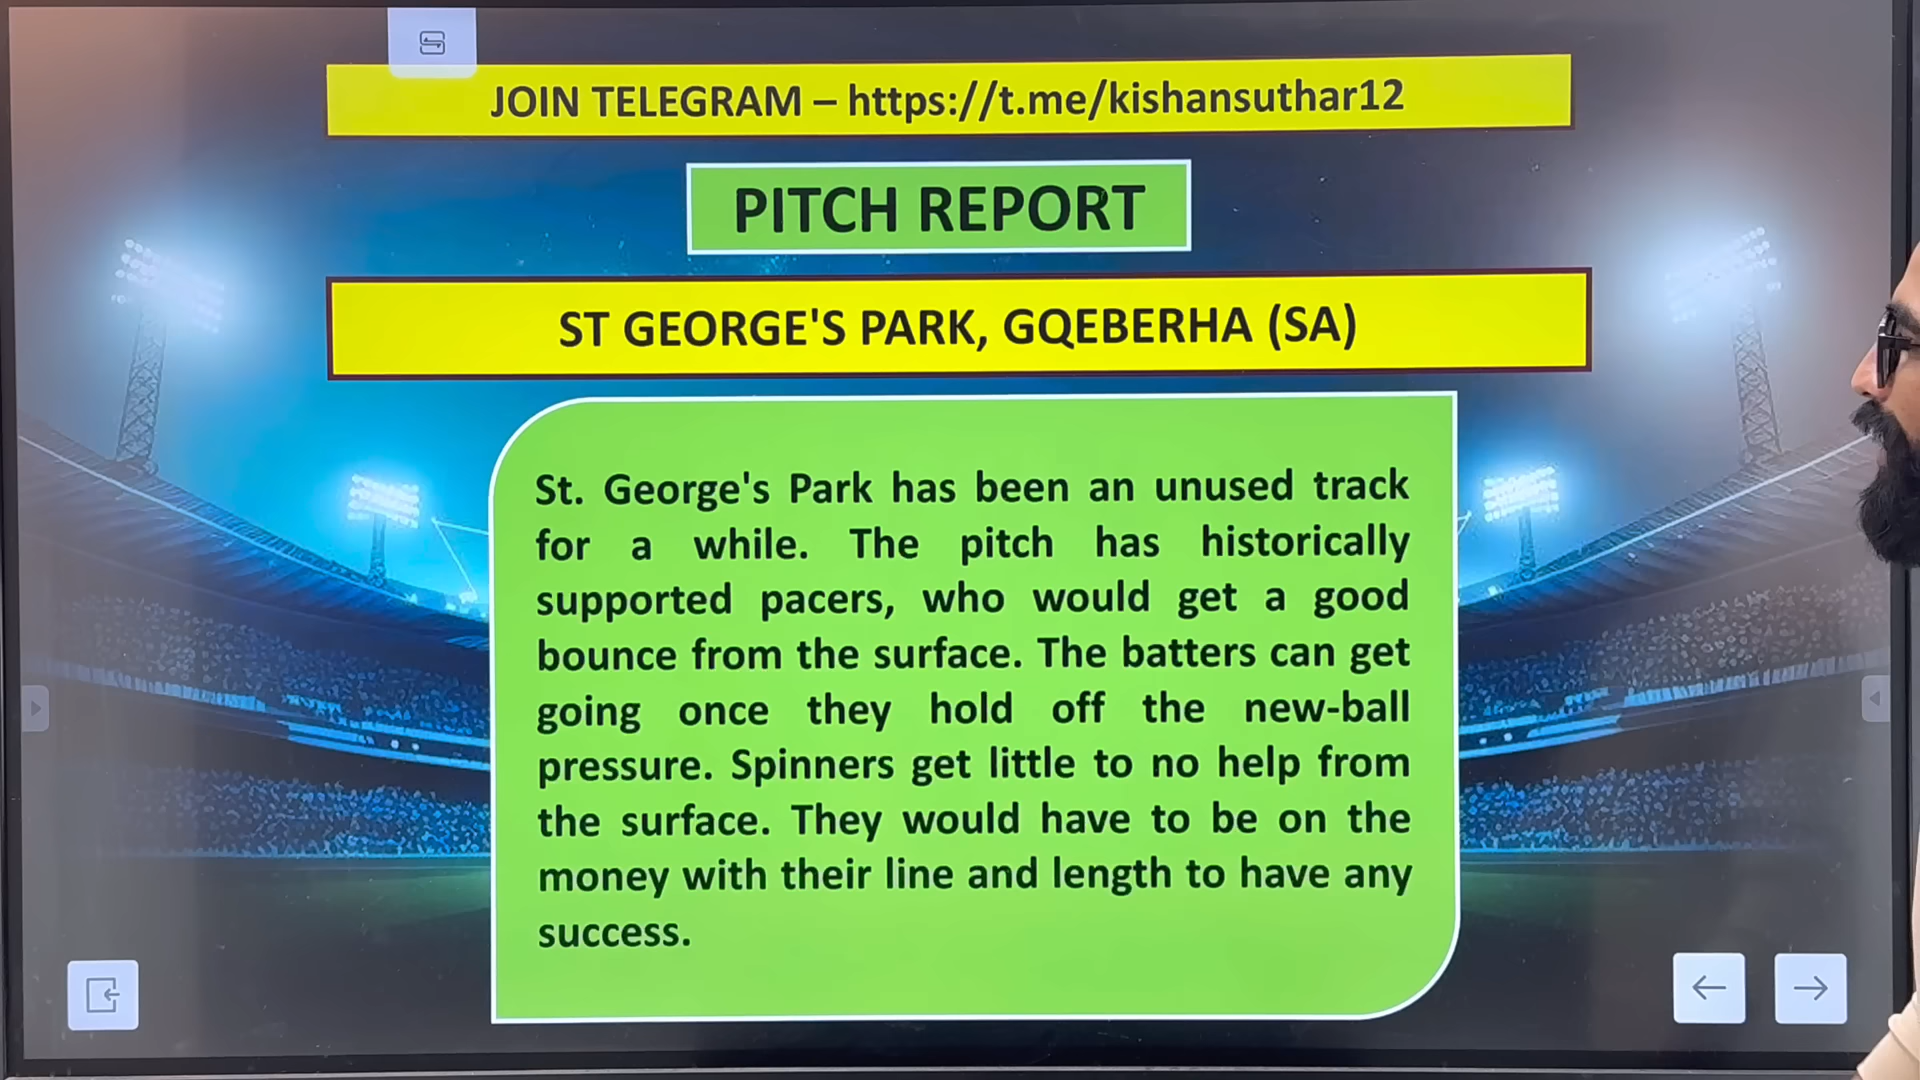 JOIN TELEGRAM – https://t.me/kishansuthar12
PITCH REPORT
ST GEORGE'S PARK, GQEBERHA (SA)
St. George's Park has been an unused track
for a while. The pitch has historically
supported pacers, who would get a good
bounce from the surface. The batters can get
going once they hold off the new-ball
pressure. Spinners get little to no help from
the surface. They would have to be on the
money with their line and length to have any
success.